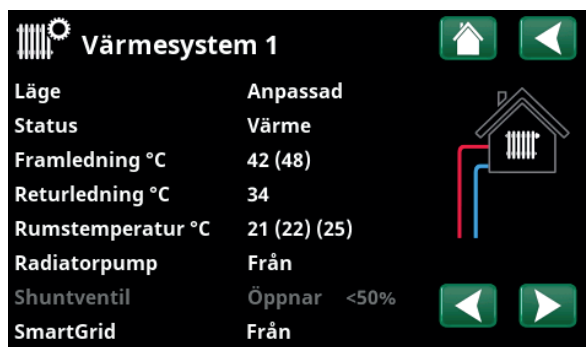 Värmesystem 1
Läge Anpassad
Status Värme
Framledning °C 42 (48)
Returledning °C 34
Rumstemperatur °C 21 (22) (25)
Radiatorpump Från
Shuntventil Öppnar <50%
SmartGrid Från